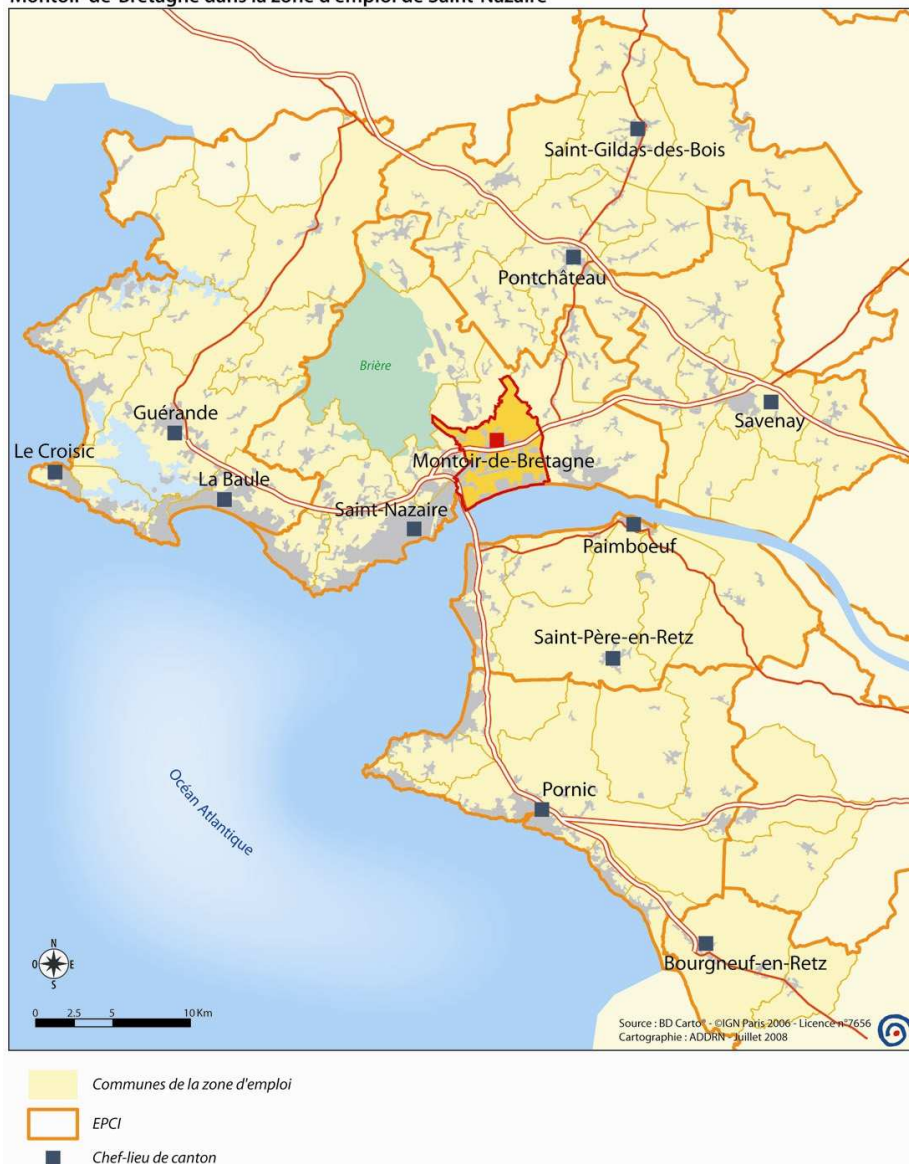 Montoir-de-Bretagne dans la zone d'emploi de Saint-Nazaire
Saint-Gildas-des-Bois
Pontchâteau
Brière
Guérande
Savenay
Le Croisic
Montoir-de-Bretagne
La Baule
Saint-Nazaire
Paimboeuf
Saint-Père-en-Retz
Océan Atlantique
Pornic
Bourgneuf-en-Retz
N
O E
S
0 2.5 5 10 Km
Source : BD Carto® - ©IGN Paris 2006 - Licence n°7656
Cartographie : ADDRN - Juillet 2008
Communes de la zone d'emploi
EPCI
Chef-lieu de canton